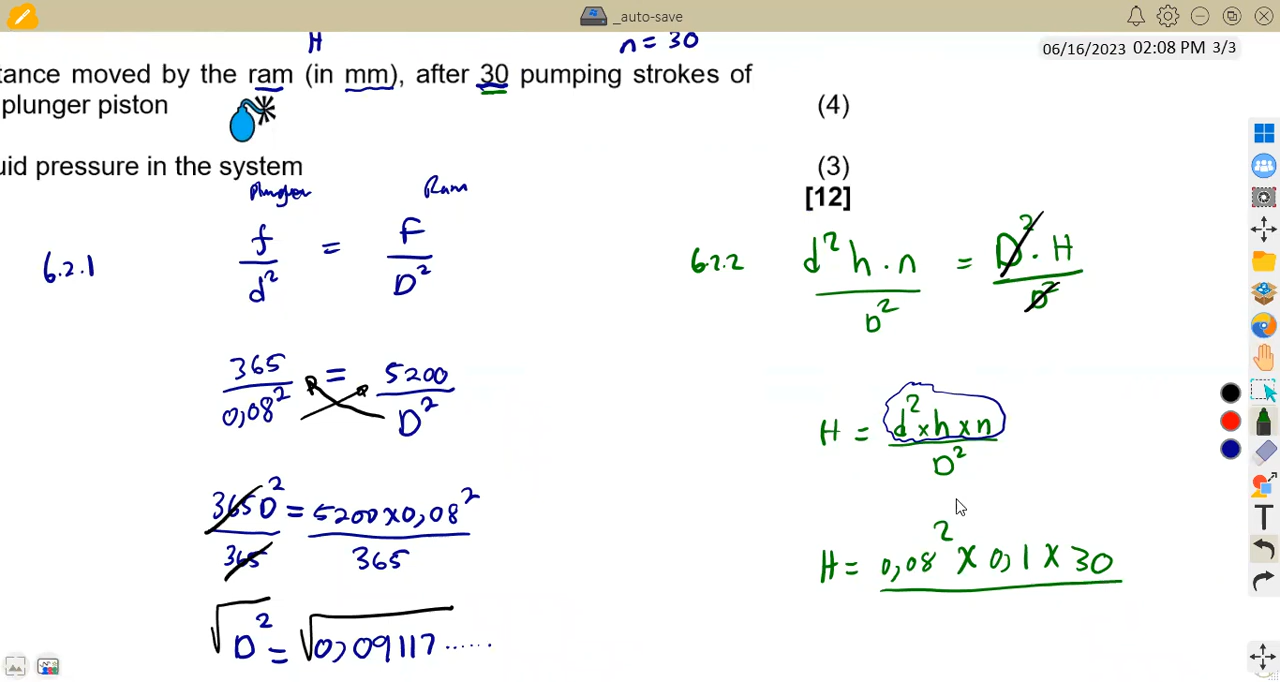 _auto-save
06/16/2023 02:08 PM 3/3
H
n = 30
tance moved by the ram (in mm), after 30 pumping strokes of
plunger piston
(4)
uid pressure in the system
(3)
[12]
Plunger
Ram
6.2.1
f/d² = F/D²
365/0,08² = 5200/D²
365D²/365 = 5200×0,08²/365
√D² = √0,09117......
6.2.2
d²h·n/D² = D²·H/D²
H = d²×h×n/D²
H = 0,08² × 0,1 × 30
T